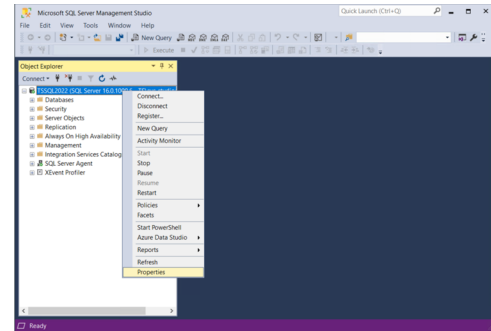 Microsoft SQL Server Management Studio
Quick Launch (Ctrl+Q)
File Edit View Tools Window Help
New Query
Execute
Object Explorer
Connect
TSSQL2022 (SQL Server 16.0.1000.6
Databases
Security
Server Objects
Replication
Always On High Availability
Management
Integration Services Catalog
SQL Server Agent
XEvent Profiler
Connect...
Disconnect
Register...
New Query
Activity Monitor
Start
Stop
Pause
Resume
Restart
Policies
Facets
Start PowerShell
Azure Data Studio
Reports
Refresh
Properties
Ready